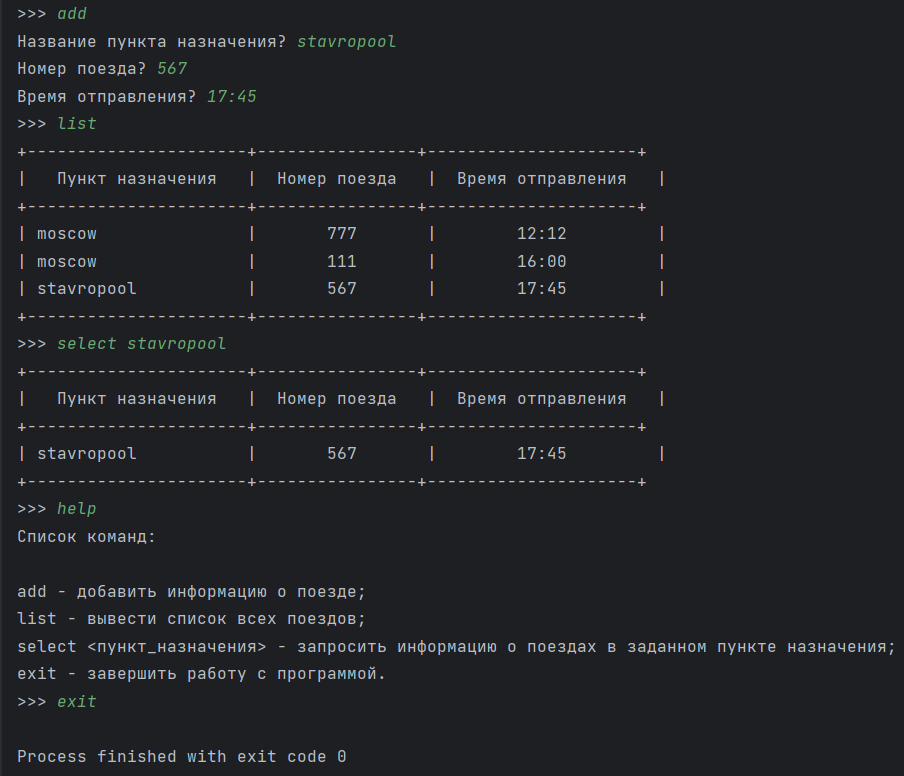 >>> add
Название пункта назначения? stavropool
Номер поезда? 567
Время отправления? 17:45
>>> list
+----------------------+----------------+---------------------+
|   Пункт назначения   |  Номер поезда   |  Время отправления   |
+----------------------+----------------+---------------------+
| moscow               |       777       |        12:12         |
| moscow               |       111       |        16:00         |
| stavropool           |       567       |        17:45         |
+----------------------+----------------+---------------------+
>>> select stavropool
+----------------------+----------------+---------------------+
|   Пункт назначения   |  Номер поезда   |  Время отправления   |
+----------------------+----------------+---------------------+
| stavropool           |       567       |        17:45         |
+----------------------+----------------+---------------------+
>>> help
Список команд:

add - добавить информацию о поезде;
list - вывести список всех поездов;
select <пункт_назначения> - запросить информацию о поездах в заданном пункте назначения;
exit - завершить работу с программой.
>>> exit

Process finished with exit code 0